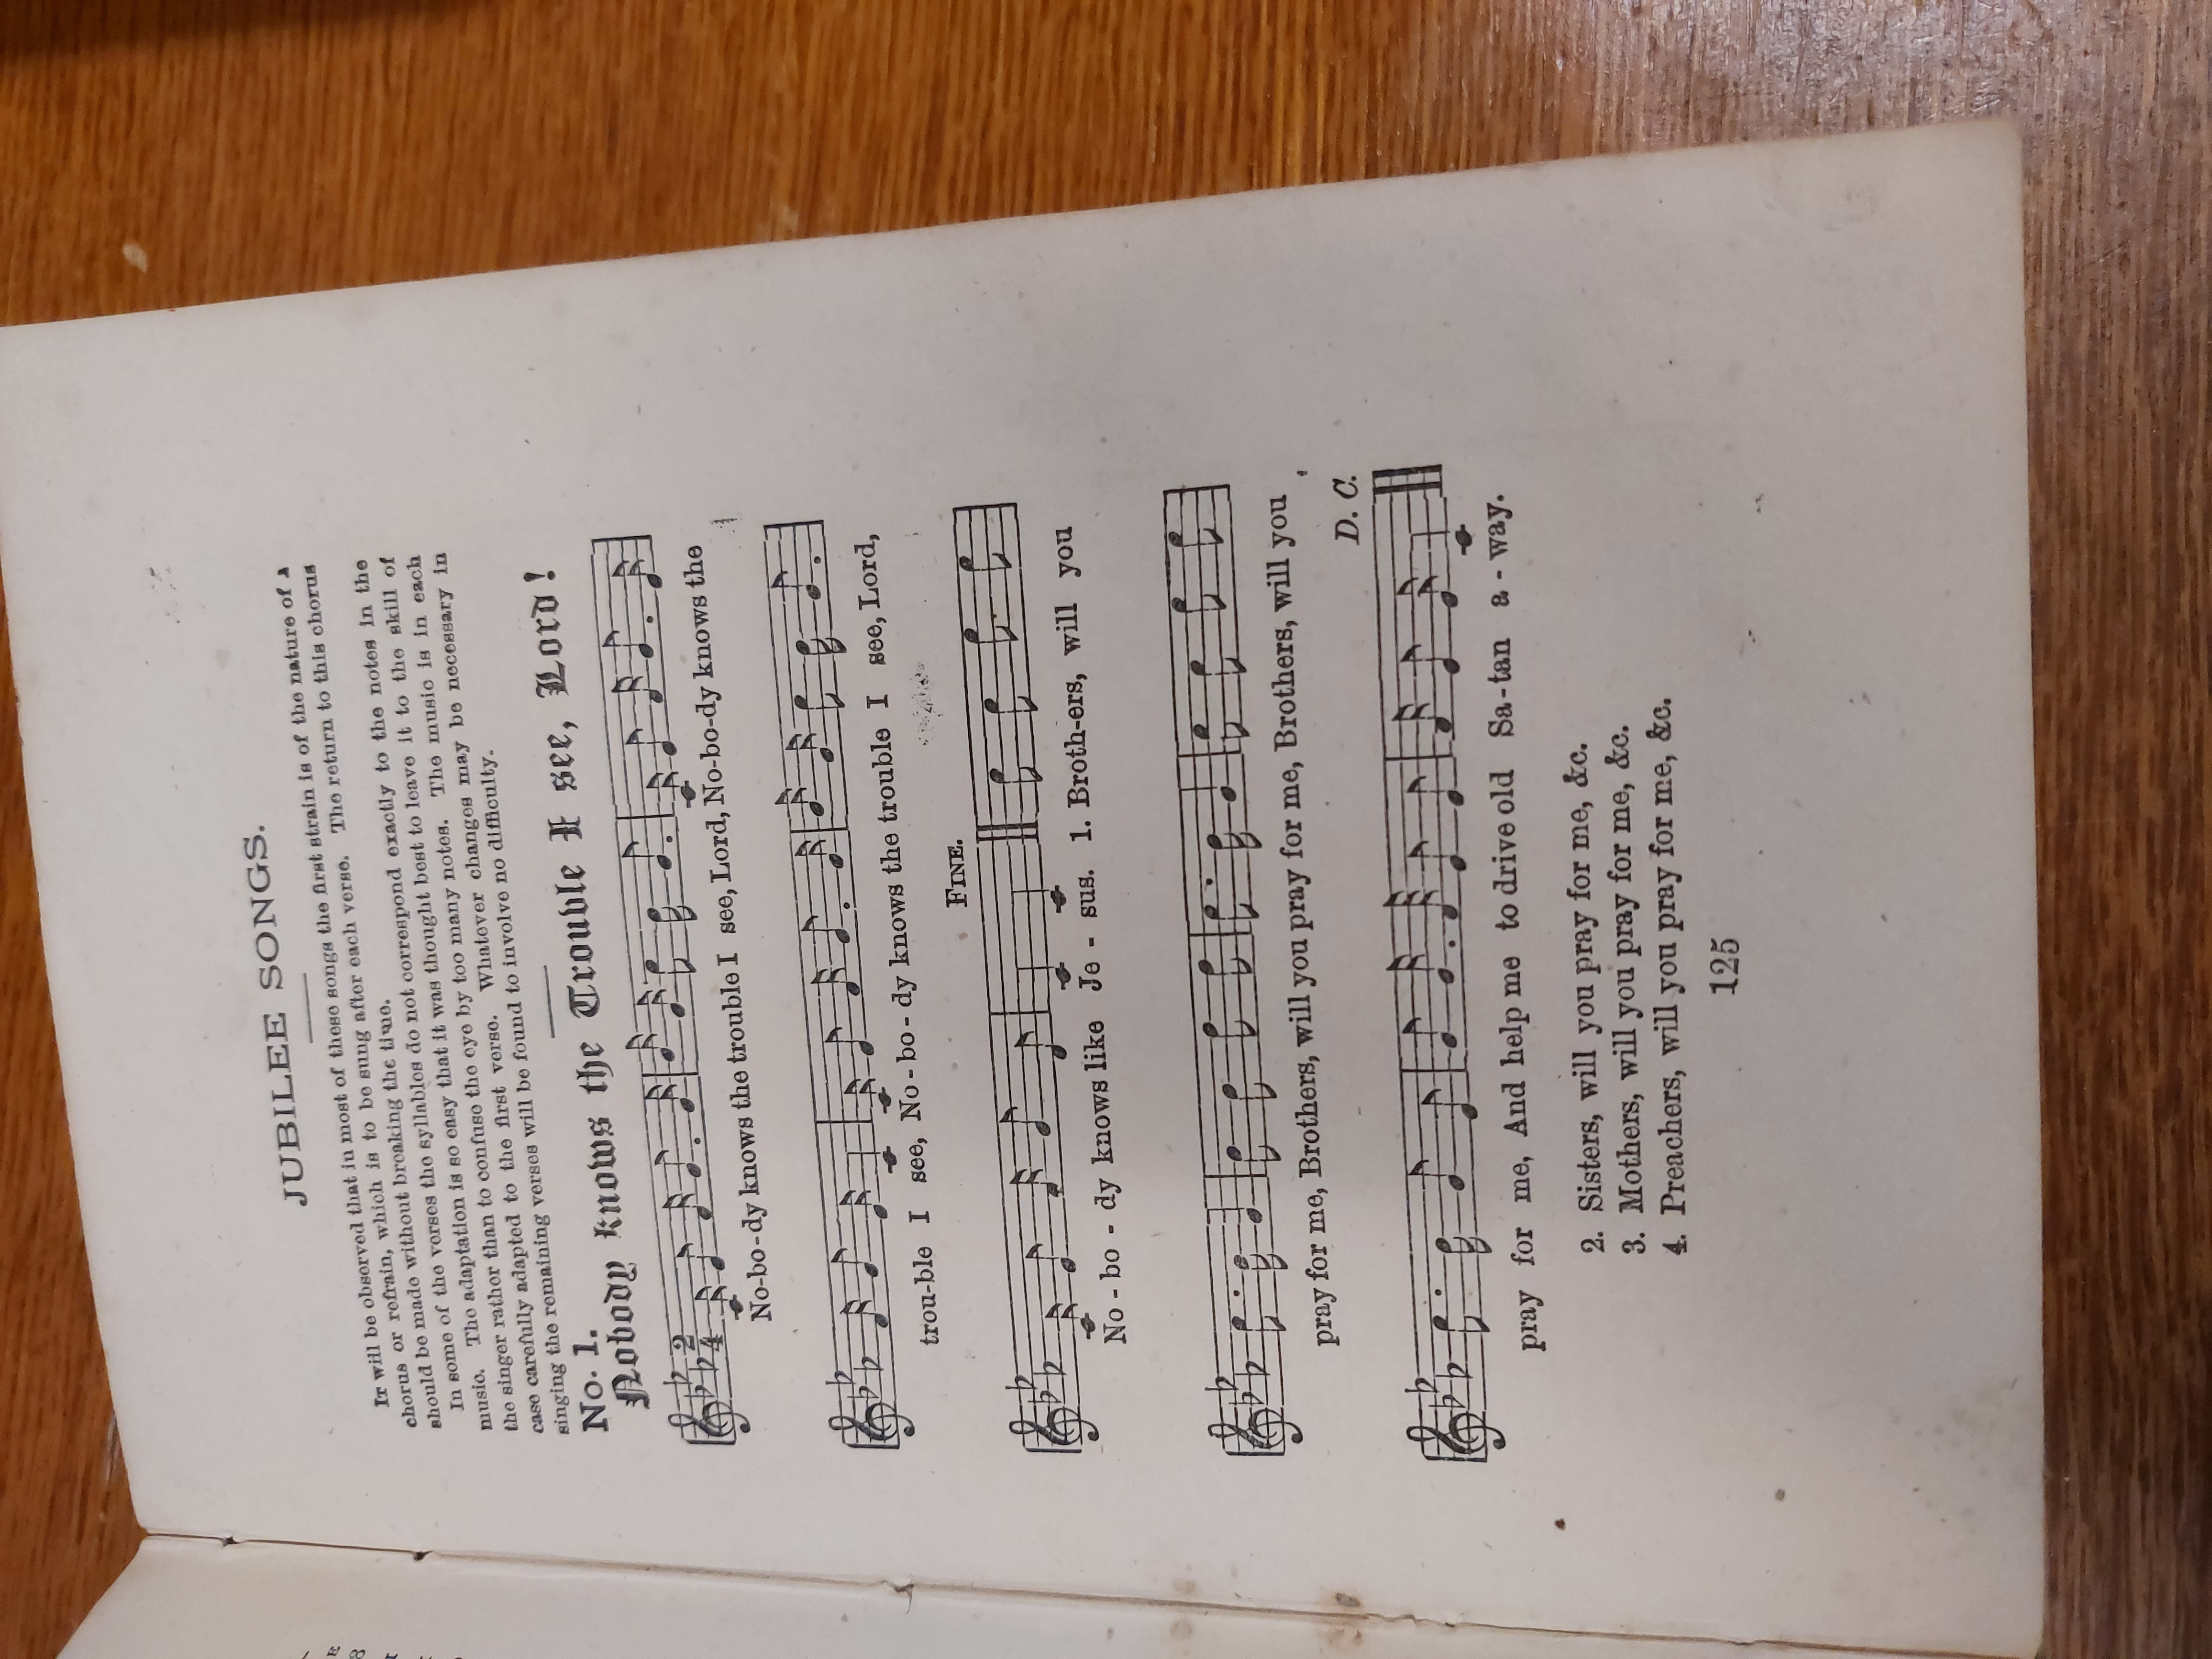 JUBILEE SONGS.
IT will be observed that in most of these songs the first strain is of the nature of a
chorus or refrain, which is to be sung after each verse. The return to this chorus
should be made without breaking the time.
In some of the verses the syllables do not correspond exactly to the notes in the
music. The adaptation is so easy that it was thought best to leave it to the skill of
the singer rather than to confuse the eye by too many notes. The music is in each
case carefully adapted to the first verse. Whatever changes may be necessary in
singing the remaining verses will be found to involve no difficulty.
No. 1.
Nobody knows the Trouble I see, Lord!
2
4
No-bo-dy knows the trouble I see, Lord, No-bo-dy knows the
trou-ble I see, No-bo-dy knows the trouble I see, Lord,
FINE.
No-bo-dy knows like Je-sus. 1. Broth-ers, will you
pray for me, Brothers, will you pray for me, Brothers, will you
D. C.
pray for me, And help me to drive old Sa-tan a-way.
2. Sisters, will you pray for me, &c.
3. Mothers, will you pray for me, &c.
4. Preachers, will you pray for me, &c.
125